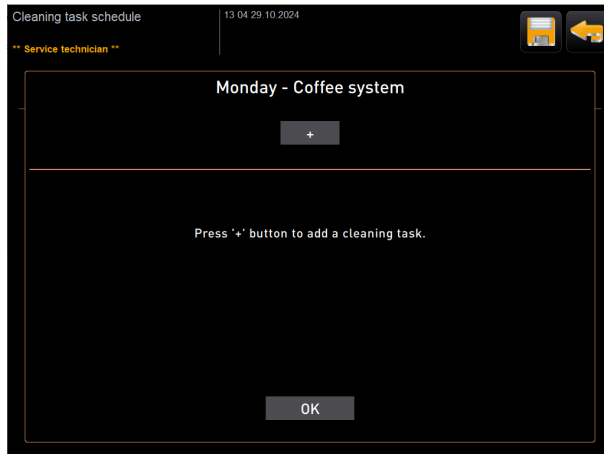 Cleaning task schedule
13 04 29.10.2024
** Service technician **
Monday - Coffee system
+
Press '+' button to add a cleaning task.
OK